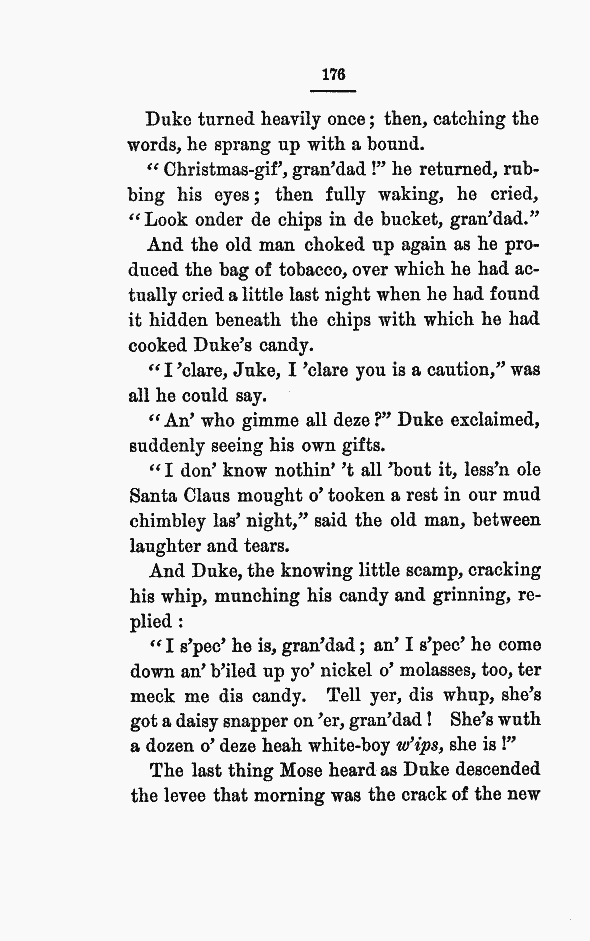 176
Duke turned heavily once; then, catching the
words, he sprang up with a bound.
"Christmas-gif', gran'dad!" he returned, rub-
bing his eyes; then fully waking, he cried,
"Look onder de chips in de bucket, gran'dad."
And the old man choked up again as he pro-
duced the bag of tobacco, over which he had ac-
tually cried a little last night when he had found
it hidden beneath the chips with which he had
cooked Duke's candy.
"I 'clare, Juke, I 'clare you is a caution," was
all he could say.
"An' who gimme all deze?" Duke exclaimed,
suddenly seeing his own gifts.
"I don' know nothin' 't all 'bout it, less'n ole
Santa Claus mought o' tooken a rest in our mud
chimbley las' night," said the old man, between
laughter and tears.
And Duke, the knowing little scamp, cracking
his whip, munching his candy and grinning, re-
plied:
"I s'pec' he is, gran'dad; an' I s'pec' he come
down an' b'iled up yo' nickel o' molasses, too, ter
meck me dis candy. Tell yer, dis whup, she's
got a daisy snapper on 'er, gran'dad! She's wuth
a dozen o' deze heah white-boy w'ips, she is!"
The last thing Mose heard as Duke descended
the levee that morning was the crack of the new